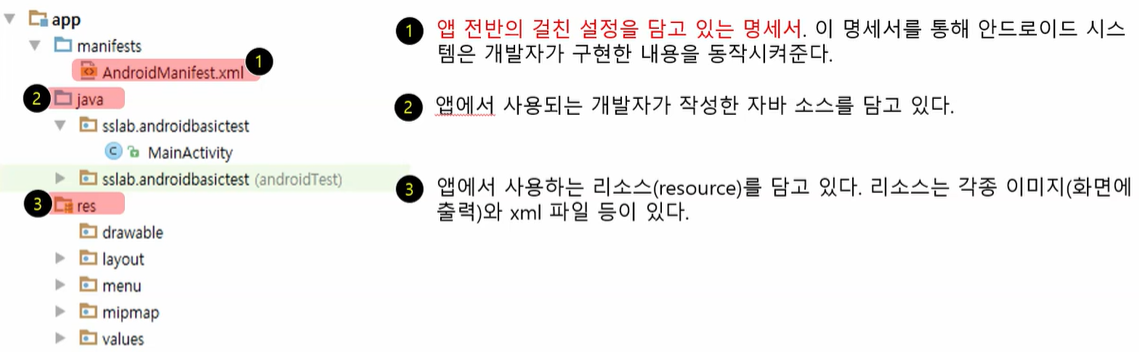 app
manifests
AndroidManifest.xml
1
2
java
sslab.androidbasictest
MainActivity
sslab.androidbasictest (androidTest)
3
res
drawable
layout
menu
mipmap
values
1 앱 전반의 걸친 설정을 담고 있는 명세서. 이 명세서를 통해 안드로이드 시스
템은 개발자가 구현한 내용을 동작시켜준다.
2 앱에서 사용되는 개발자가 작성한 자바 소스를 담고 있다.
3 앱에서 사용하는 리소스(resource)를 담고 있다. 리소스는 각종 이미지(화면에
출력)와 xml 파일 등이 있다.